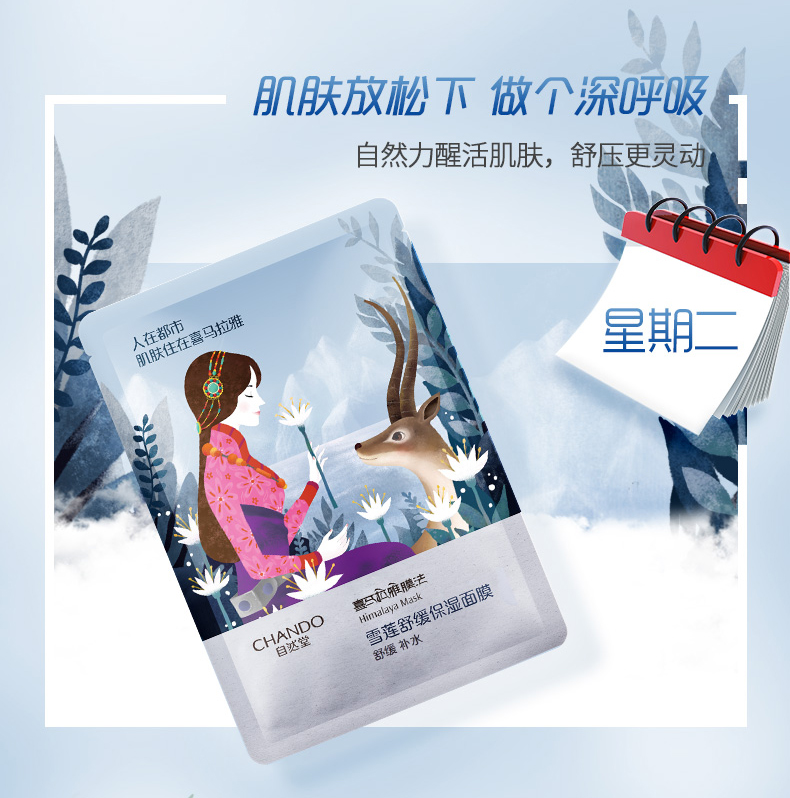 肌肤放松下 做个深呼吸
自然力醒活肌肤，舒压更灵动
星期二
人在都市
肌肤住在喜马拉雅
CHANDO
自然堂
喜马拉雅膜法
Himalaya Mask
雪莲舒缓保湿面膜
舒缓 补水